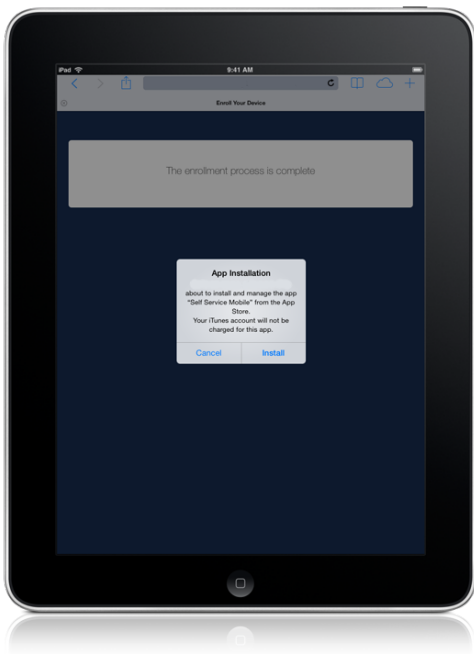 iPad
9:41 AM
Enroll Your Device
The enrollment process is complete
App Installation
about to install and manage the app
"Self Service Mobile" from the App
Store.
Your iTunes account will not be
charged for this app.
Cancel
Install